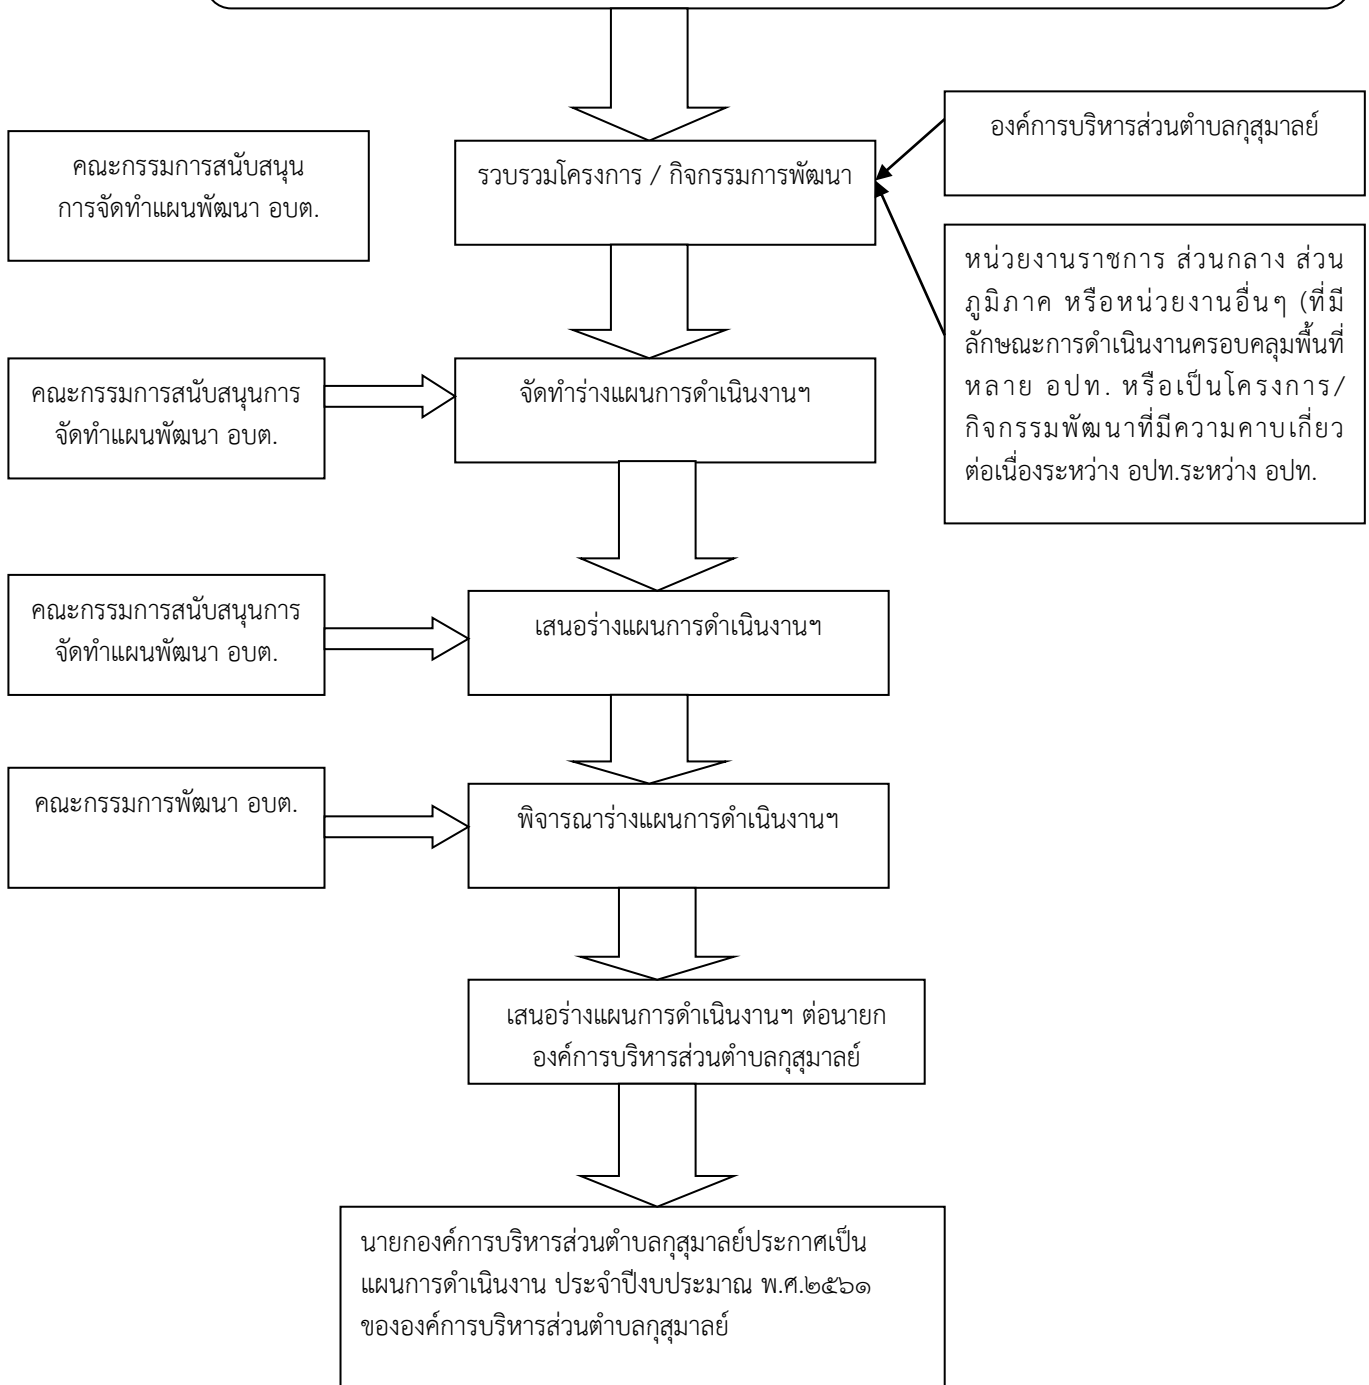 องค์การบริหารส่วนตำบลกุสุมาลย์
คณะกรรมการสนับสนุน
การจัดทำแผนพัฒนา อบต.
รวบรวมโครงการ / กิจกรรมการพัฒนา
หน่วยงานราชการ ส่วนกลาง ส่วน
ภูมิภาค หรือหน่วยงานอื่นๆ (ที่มี
ลักษณะการดำเนินงานครอบคลุมพื้นที่
หลาย อปท. หรือเป็นโครงการ/
กิจกรรมพัฒนาที่มีความคาบเกี่ยว
ต่อเนื่องระหว่าง อปท.ระหว่าง อปท.
คณะกรรมการสนับสนุนการ
จัดทำแผนพัฒนา อบต.
จัดทำร่างแผนการดำเนินงานฯ
คณะกรรมการสนับสนุนการ
จัดทำแผนพัฒนา อบต.
เสนอร่างแผนการดำเนินงานฯ
คณะกรรมการพัฒนา อบต.
พิจารณาร่างแผนการดำเนินงานฯ
เสนอร่างแผนการดำเนินงานฯ ต่อนายก
องค์การบริหารส่วนตำบลกุสุมาลย์
นายกองค์การบริหารส่วนตำบลกุสุมาลย์ประกาศเป็น
แผนการดำเนินงาน ประจำปีงบประมาณ พ.ศ.๒๕๖๑
ขององค์การบริหารส่วนตำบลกุสุมาลย์